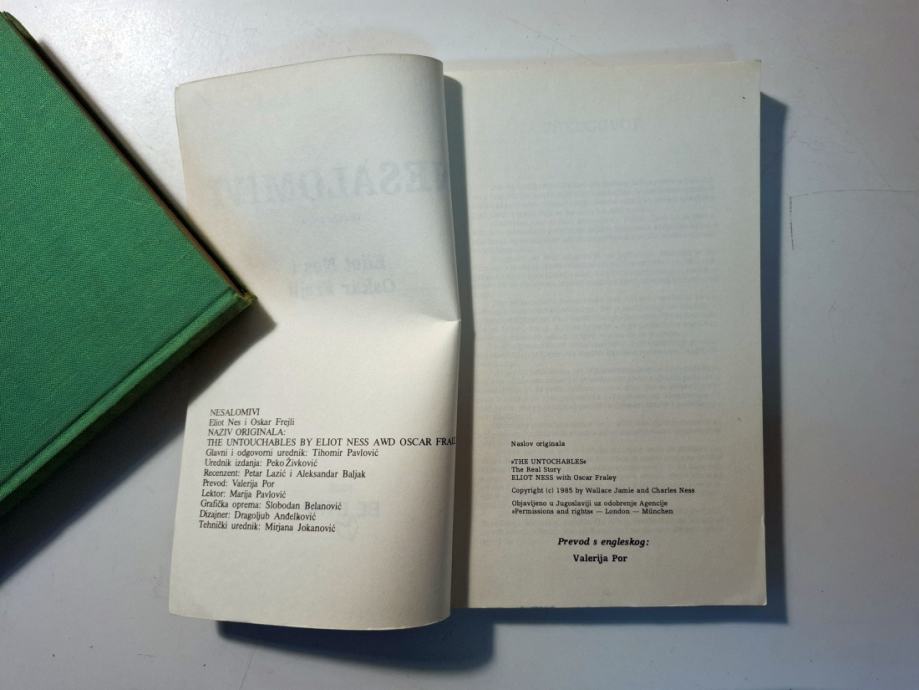 NESALOMIVI
Eliot Nes i Oskar Frejli
NAZIV ORIGINALA:
THE UNTOUCHABLES BY ELIOT NESS AWD OSCAR
Glavni i odgovorni urednik: Tihomir Pavlović
Urednik izdanja: Peko Živković
Recenzent: Petar Lazić i Aleksandar Baljak
Prevod: Valerija Por
Lektor: Marija Pavlović
Grafička oprema: Slobodan Belanović
Dizajner: Dragoljub Anđelković
Tehnički urednik: Mirjana Jokanović
Naslov originala
»THE UNTOCHABLES«
The Real Story
ELIOT NESS with Oscar Fraley
Copyright (c) 1985 by Wallace Jamie and Charles Ness
Objavljeno u Jugoslaviji uz odobrenje Agencije
»Permissions and rights« — London — München
Prevod s engleskog:
Valerija Por